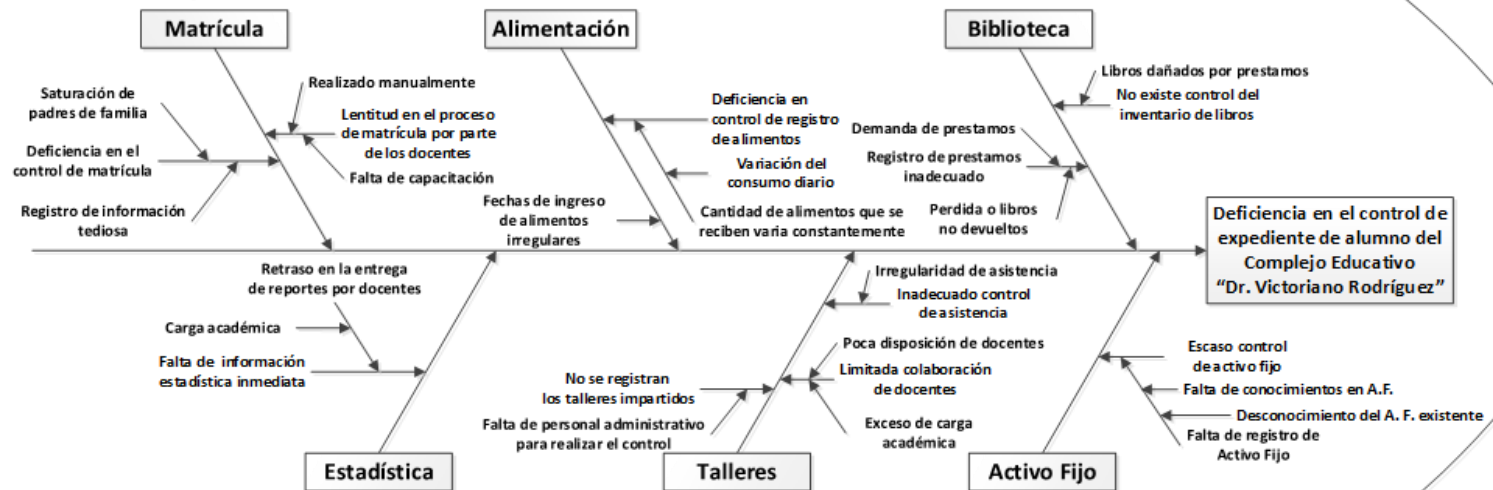 Matrícula
Alimentación
Biblioteca
Saturación de
padres de familia
Realizado manualmente
Lentitud en el proceso
de matrícula por parte
de los docentes
Deficiencia en el
control de matrícula
Falta de capacitación
Registro de información
tediosa
Deficiencia en
control de registro
de alimentos
Variación del
consumo diario
Fechas de ingreso
de alimentos
irregulares
Cantidad de alimentos que se
reciben varia constantemente
Libros dañados por prestamos
No existe control del
inventario de libros
Demanda de prestamos
Registro de prestamos
inadecuado
Perdida o libros
no devueltos
Deficiencia en el control de
expediente de alumno del
Complejo Educativo
“Dr. Victoriano Rodríguez”
Retraso en la entrega
de reportes por docentes
Carga académica
Falta de información
estadística inmediata
Irregularidad de asistencia
Inadecuado control
de asistencia
Poca disposición de docentes
Limitada colaboración
de docentes
No se registran
los talleres impartidos
Falta de personal administrativo
para realizar el control
Exceso de carga
académica
Escaso control
de activo fijo
Falta de conocimientos en A.F.
Desconocimiento del A. F. existente
Falta de registro de
Activo Fijo
Estadística
Talleres
Activo Fijo